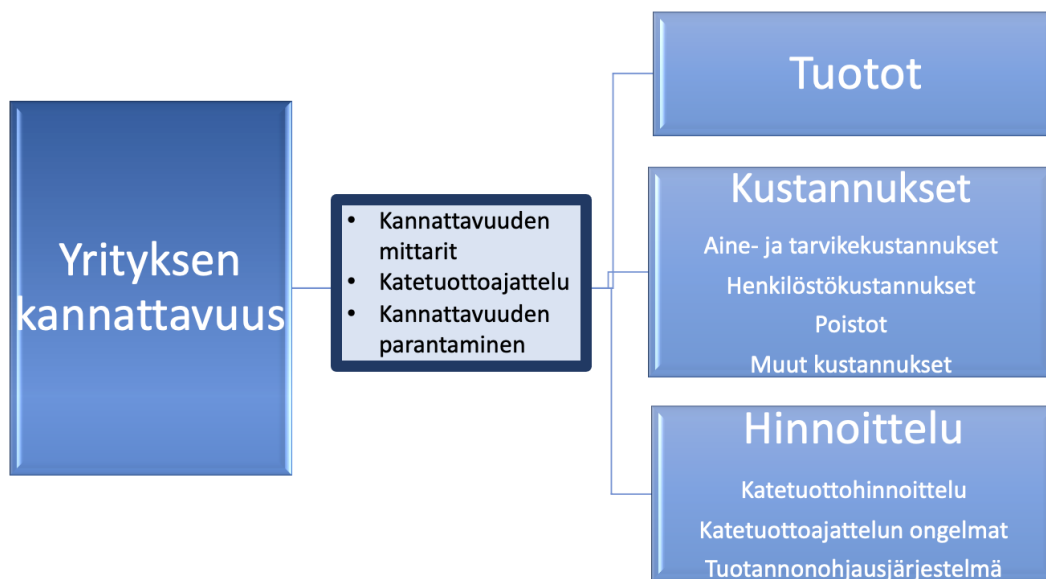 Yrityksen
kannattavuus
• Kannattavuuden
mittarit
• Katetuottoajattelu
• Kannattavuuden
parantaminen
Tuotot
Kustannukset
Aine- ja tarvikekustannukset
Henkilöstökustannukset
Poistot
Muut kustannukset
Hinnoittelu
Katetuottohinnoittelu
Katetuottoajattelun ongelmat
Tuotannonohjausjärjestelmä